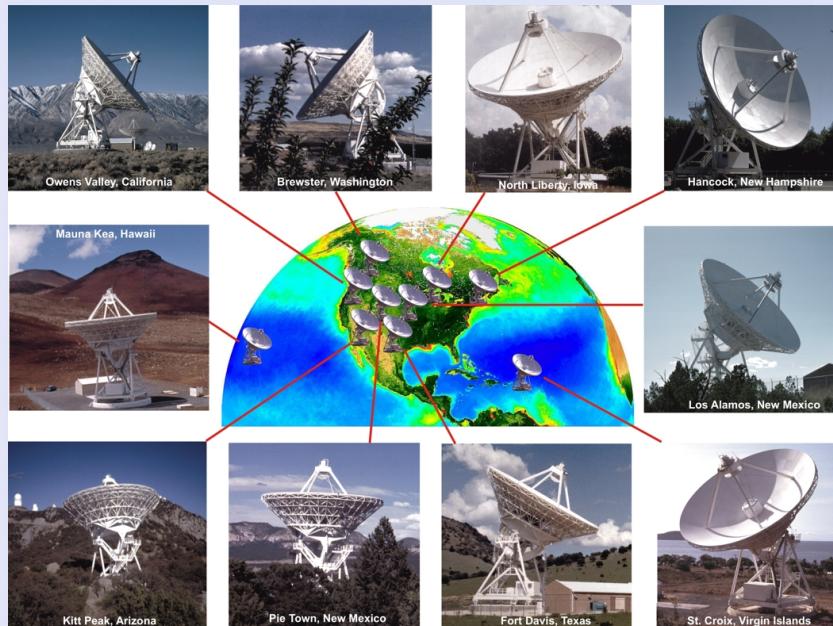 Owens Valley, California
Brewster, Washington
North Liberty, Iowa
Hancock, New Hampshire
Mauna Kea, Hawaii
Los Alamos, New Mexico
Kitt Peak, Arizona
Pie Town, New Mexico
Fort Davis, Texas
St. Croix, Virgin Islands